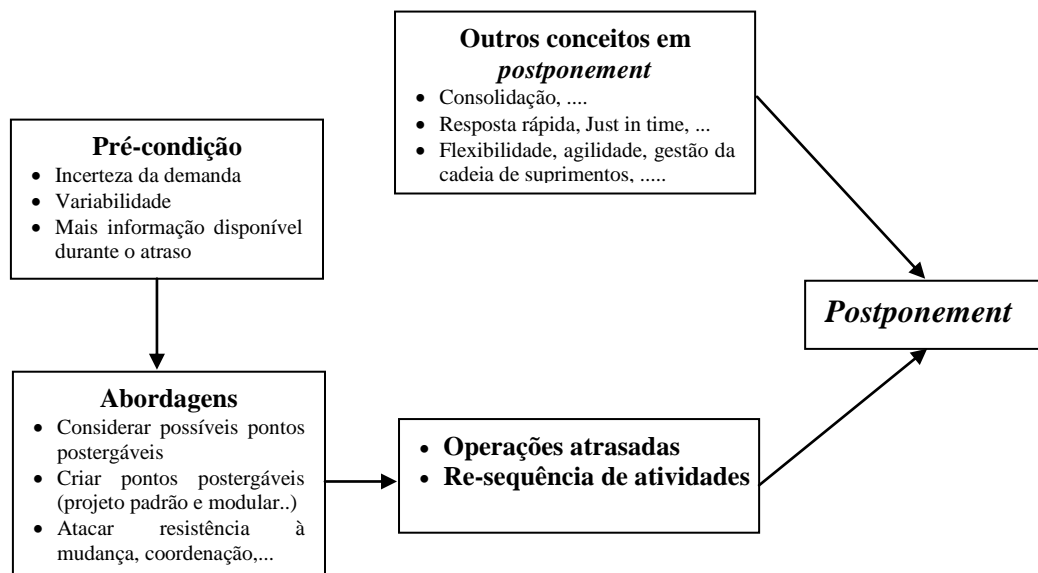 Outros conceitos em
postponement
• Consolidação, ....
• Resposta rápida, Just in time, ...
• Flexibilidade, agilidade, gestão da
cadeia de suprimentos, .....
Pré-condição
• Incerteza da demanda
• Variabilidade
• Mais informação disponível
durante o atraso
Postponement
Abordagens
• Considerar possíveis pontos
postergáveis
• Criar pontos postergáveis
(projeto padrão e modular..)
• Atacar resistência à
mudança, coordenação,...
• Operações atrasadas
• Re-sequência de atividades